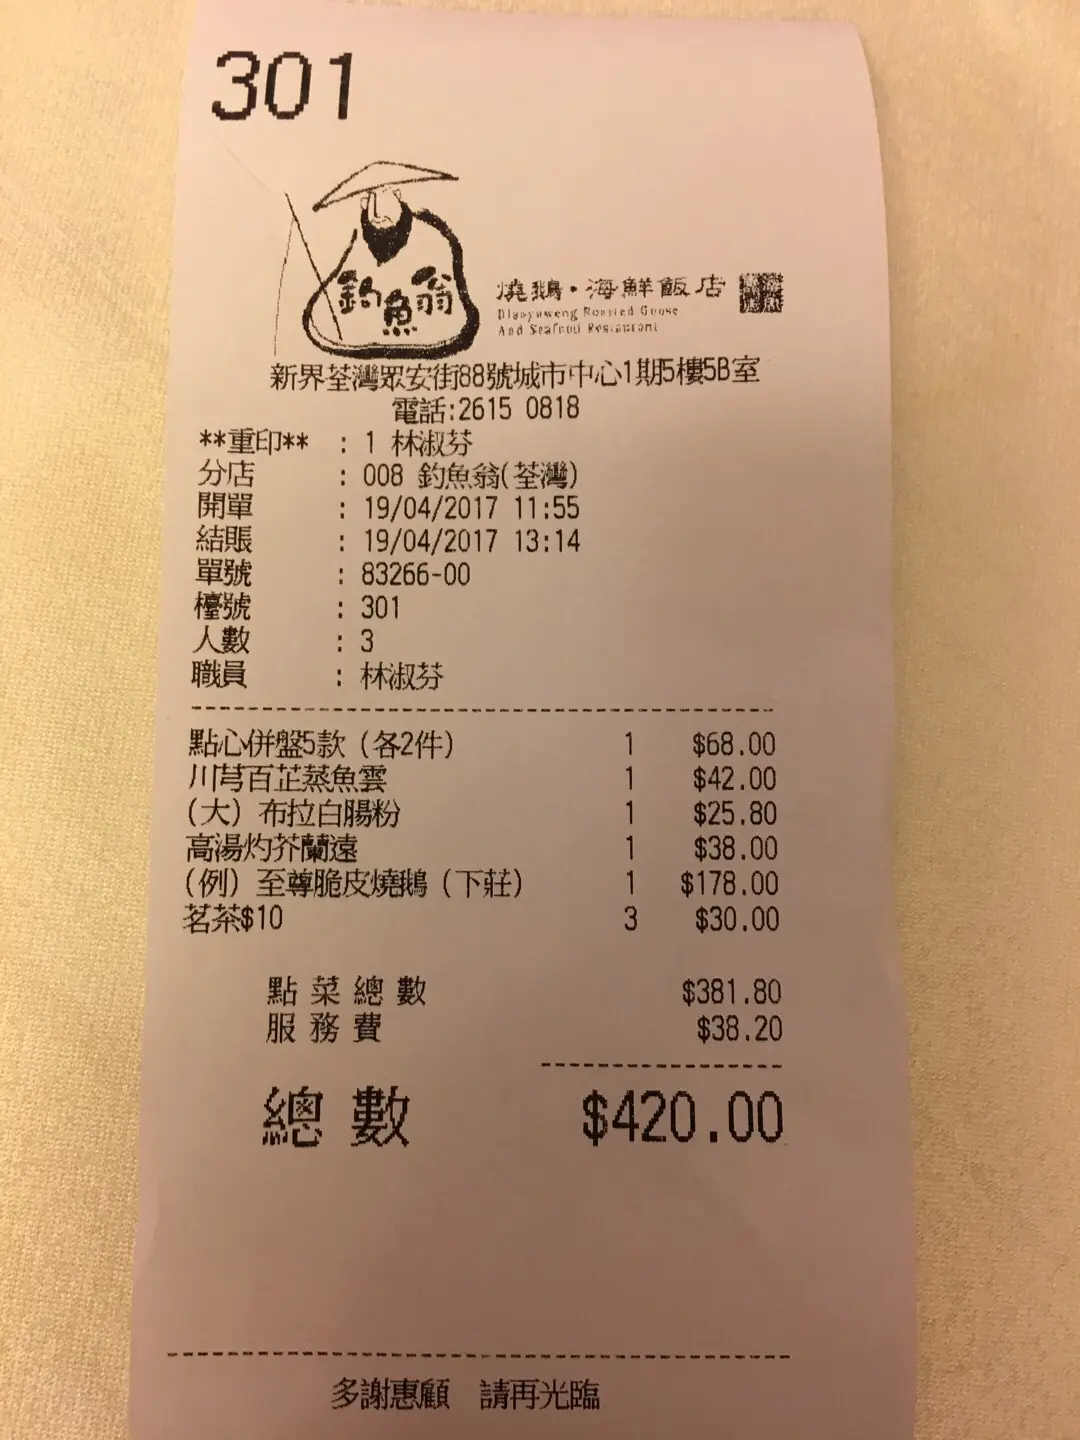 301
釣魚翁
燒鵝·海鮮飯店
Diaoyuweng Roasted Goose
And Seafood Restaurant
新界荃灣眾安街88號城市中心1期5樓5B室
電話:2615 0818
**重印** : 1 林淑芬
分店 : 008 釣魚翁(荃灣)
開單 : 19/04/2017 11:55
結賬 : 19/04/2017 13:14
單號 : 83266-00
檯號 : 301
人數 : 3
職員 : 林淑芬
點心併盤5款 (各2件) 1 $68.00
川芎百芷蒸魚雲 1 $42.00
(大) 布拉白腸粉 1 $25.80
高湯灼芥蘭遠 1 $38.00
(例) 至尊脆皮燒鵝 (下莊) 1 $178.00
茗茶$10 3 $30.00
點菜總數 $381.80
服務費 $38.20
總數 $420.00
多謝惠顧 請再光臨